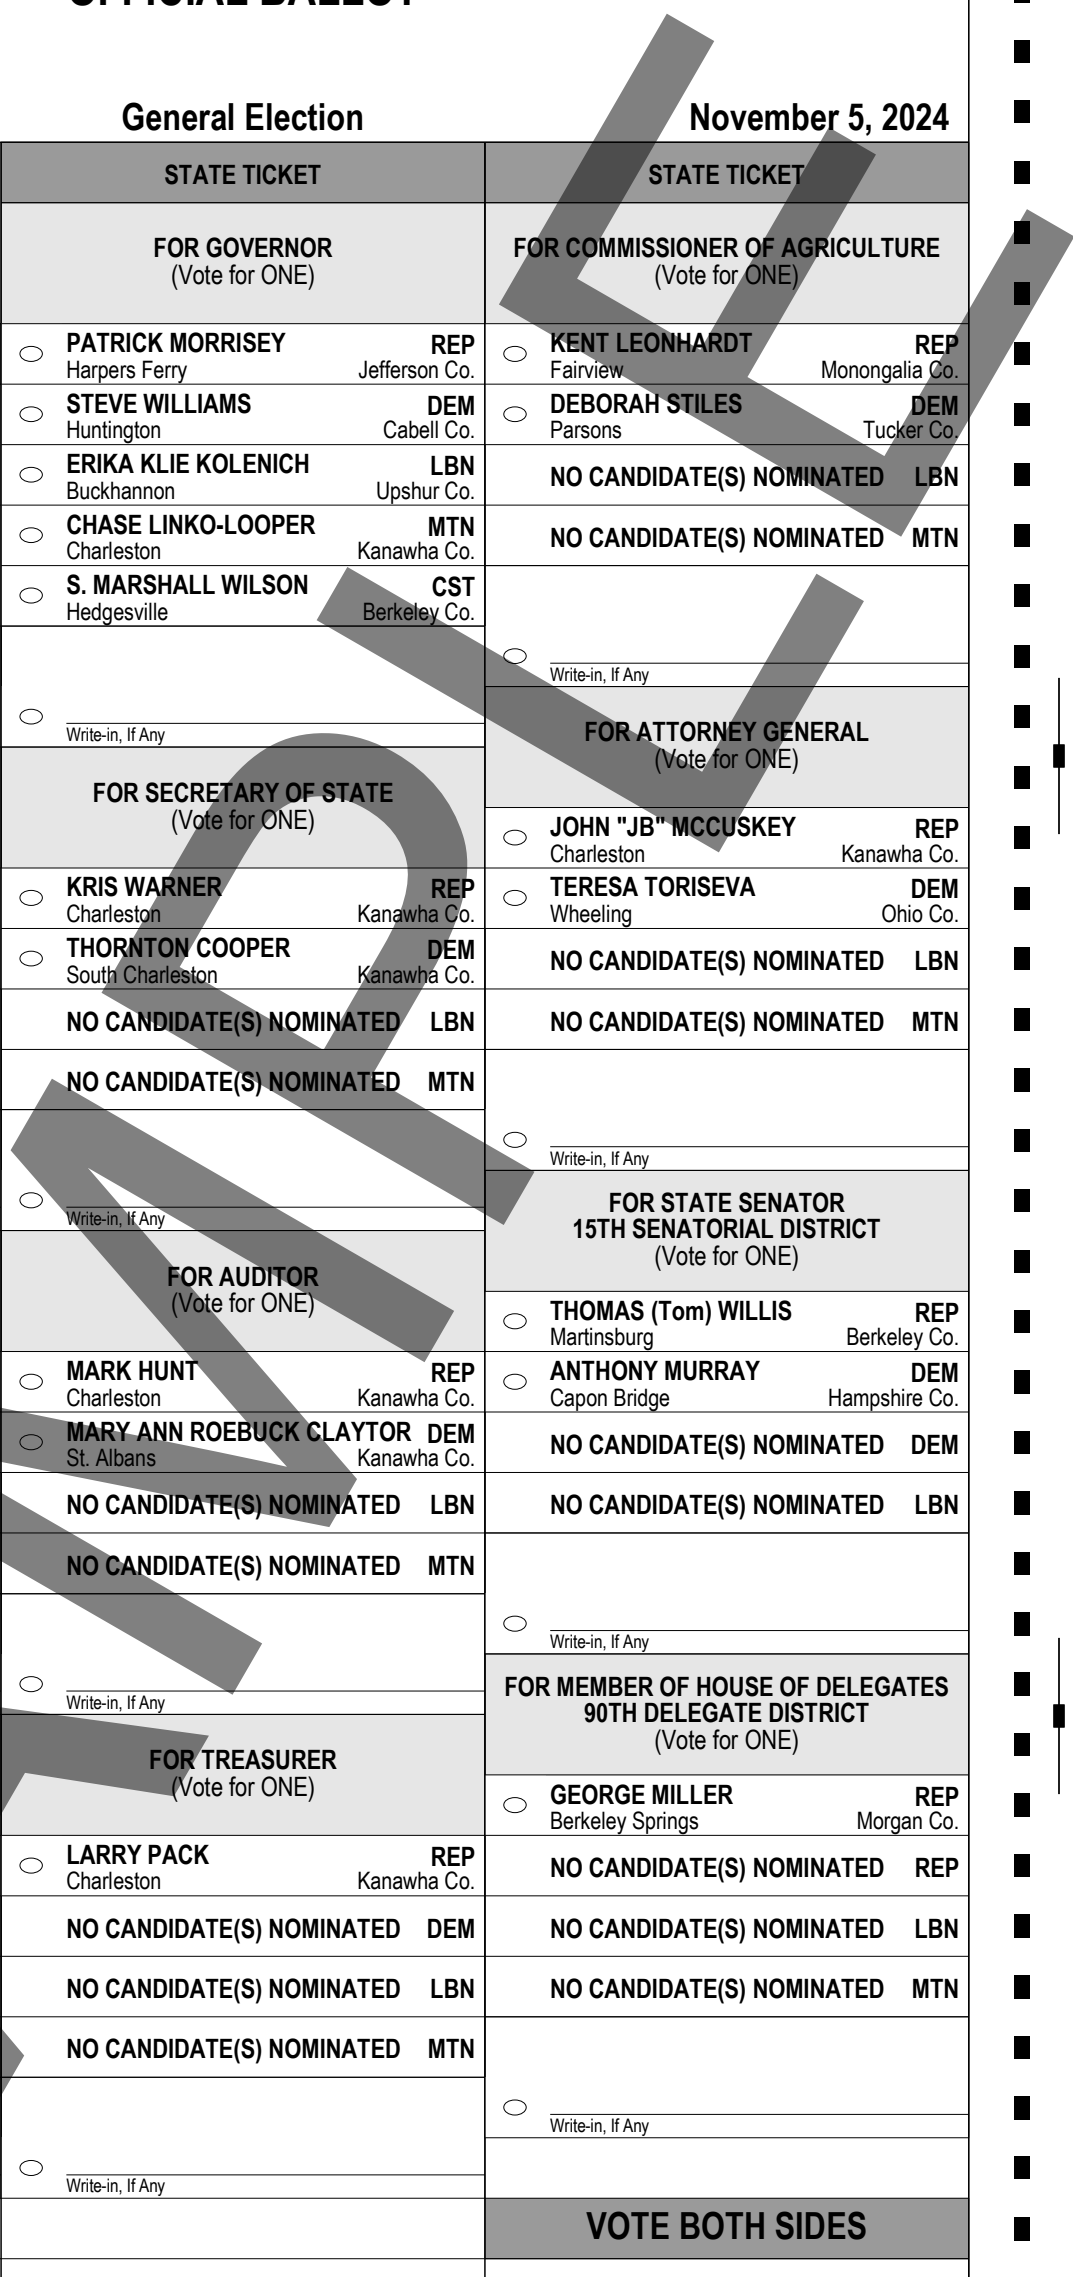 General Election November 5, 2024
STATE TICKET
FOR GOVERNOR
(Vote for ONE)
PATRICK MORRISEY REP
Harpers Ferry Jefferson Co.
STEVE WILLIAMS DEM
Huntington Cabell Co.
ERIKA KLIE KOLENICH LBN
Buckhannon Upshur Co.
CHASE LINKO-LOOPER MTN
Charleston Kanawha Co.
S. MARSHALL WILSON CST
Hedgesville Berkeley Co.
Write-in, If Any
FOR SECRETARY OF STATE
(Vote for ONE)
KRIS WARNER REP
Charleston Kanawha Co.
THORNTON COOPER DEM
South Charleston Kanawha Co.
NO CANDIDATE(S) NOMINATED LBN
NO CANDIDATE(S) NOMINATED MTN
Write-in, If Any
FOR AUDITOR
(Vote for ONE)
MARK HUNT REP
Charleston Kanawha Co.
MARY ANN ROEBUCK CLAYTOR DEM
St. Albans Kanawha Co.
NO CANDIDATE(S) NOMINATED LBN
NO CANDIDATE(S) NOMINATED MTN
Write-in, If Any
FOR TREASURER
(Vote for ONE)
LARRY PACK REP
Charleston Kanawha Co.
NO CANDIDATE(S) NOMINATED DEM
NO CANDIDATE(S) NOMINATED LBN
NO CANDIDATE(S) NOMINATED MTN
Write-in, If Any
STATE TICKET
FOR COMMISSIONER OF AGRICULTURE
(Vote for ONE)
KENT LEONHARDT REP
Fairview Monongalia Co.
DEBORAH STILES DEM
Parsons Tucker Co.
NO CANDIDATE(S) NOMINATED LBN
NO CANDIDATE(S) NOMINATED MTN
Write-in, If Any
FOR ATTORNEY GENERAL
(Vote for ONE)
JOHN "JB" MCCUSKEY REP
Charleston Kanawha Co.
TERESA TORISEVA DEM
Wheeling Ohio Co.
NO CANDIDATE(S) NOMINATED LBN
NO CANDIDATE(S) NOMINATED MTN
Write-in, If Any
FOR STATE SENATOR
15TH SENATORIAL DISTRICT
(Vote for ONE)
THOMAS (Tom) WILLIS REP
Martinsburg Berkeley Co.
ANTHONY MURRAY DEM
Capon Bridge Hampshire Co.
NO CANDIDATE(S) NOMINATED DEM
NO CANDIDATE(S) NOMINATED LBN
Write-in, If Any
FOR MEMBER OF HOUSE OF DELEGATES
90TH DELEGATE DISTRICT
(Vote for ONE)
GEORGE MILLER REP
Berkeley Springs Morgan Co.
NO CANDIDATE(S) NOMINATED REP
NO CANDIDATE(S) NOMINATED LBN
NO CANDIDATE(S) NOMINATED MTN
Write-in, If Any
VOTE BOTH SIDES